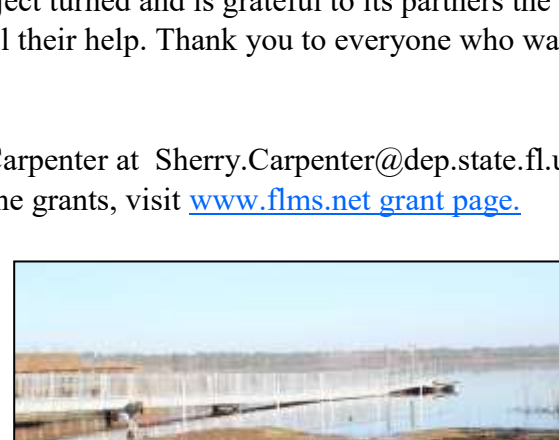 ject turned and is grateful to its partners the
l their help. Thank you to everyone who wa
Carpenter at Sherry.Carpenter@dep.state.fl.u
he grants, visit www.flms.net grant page.